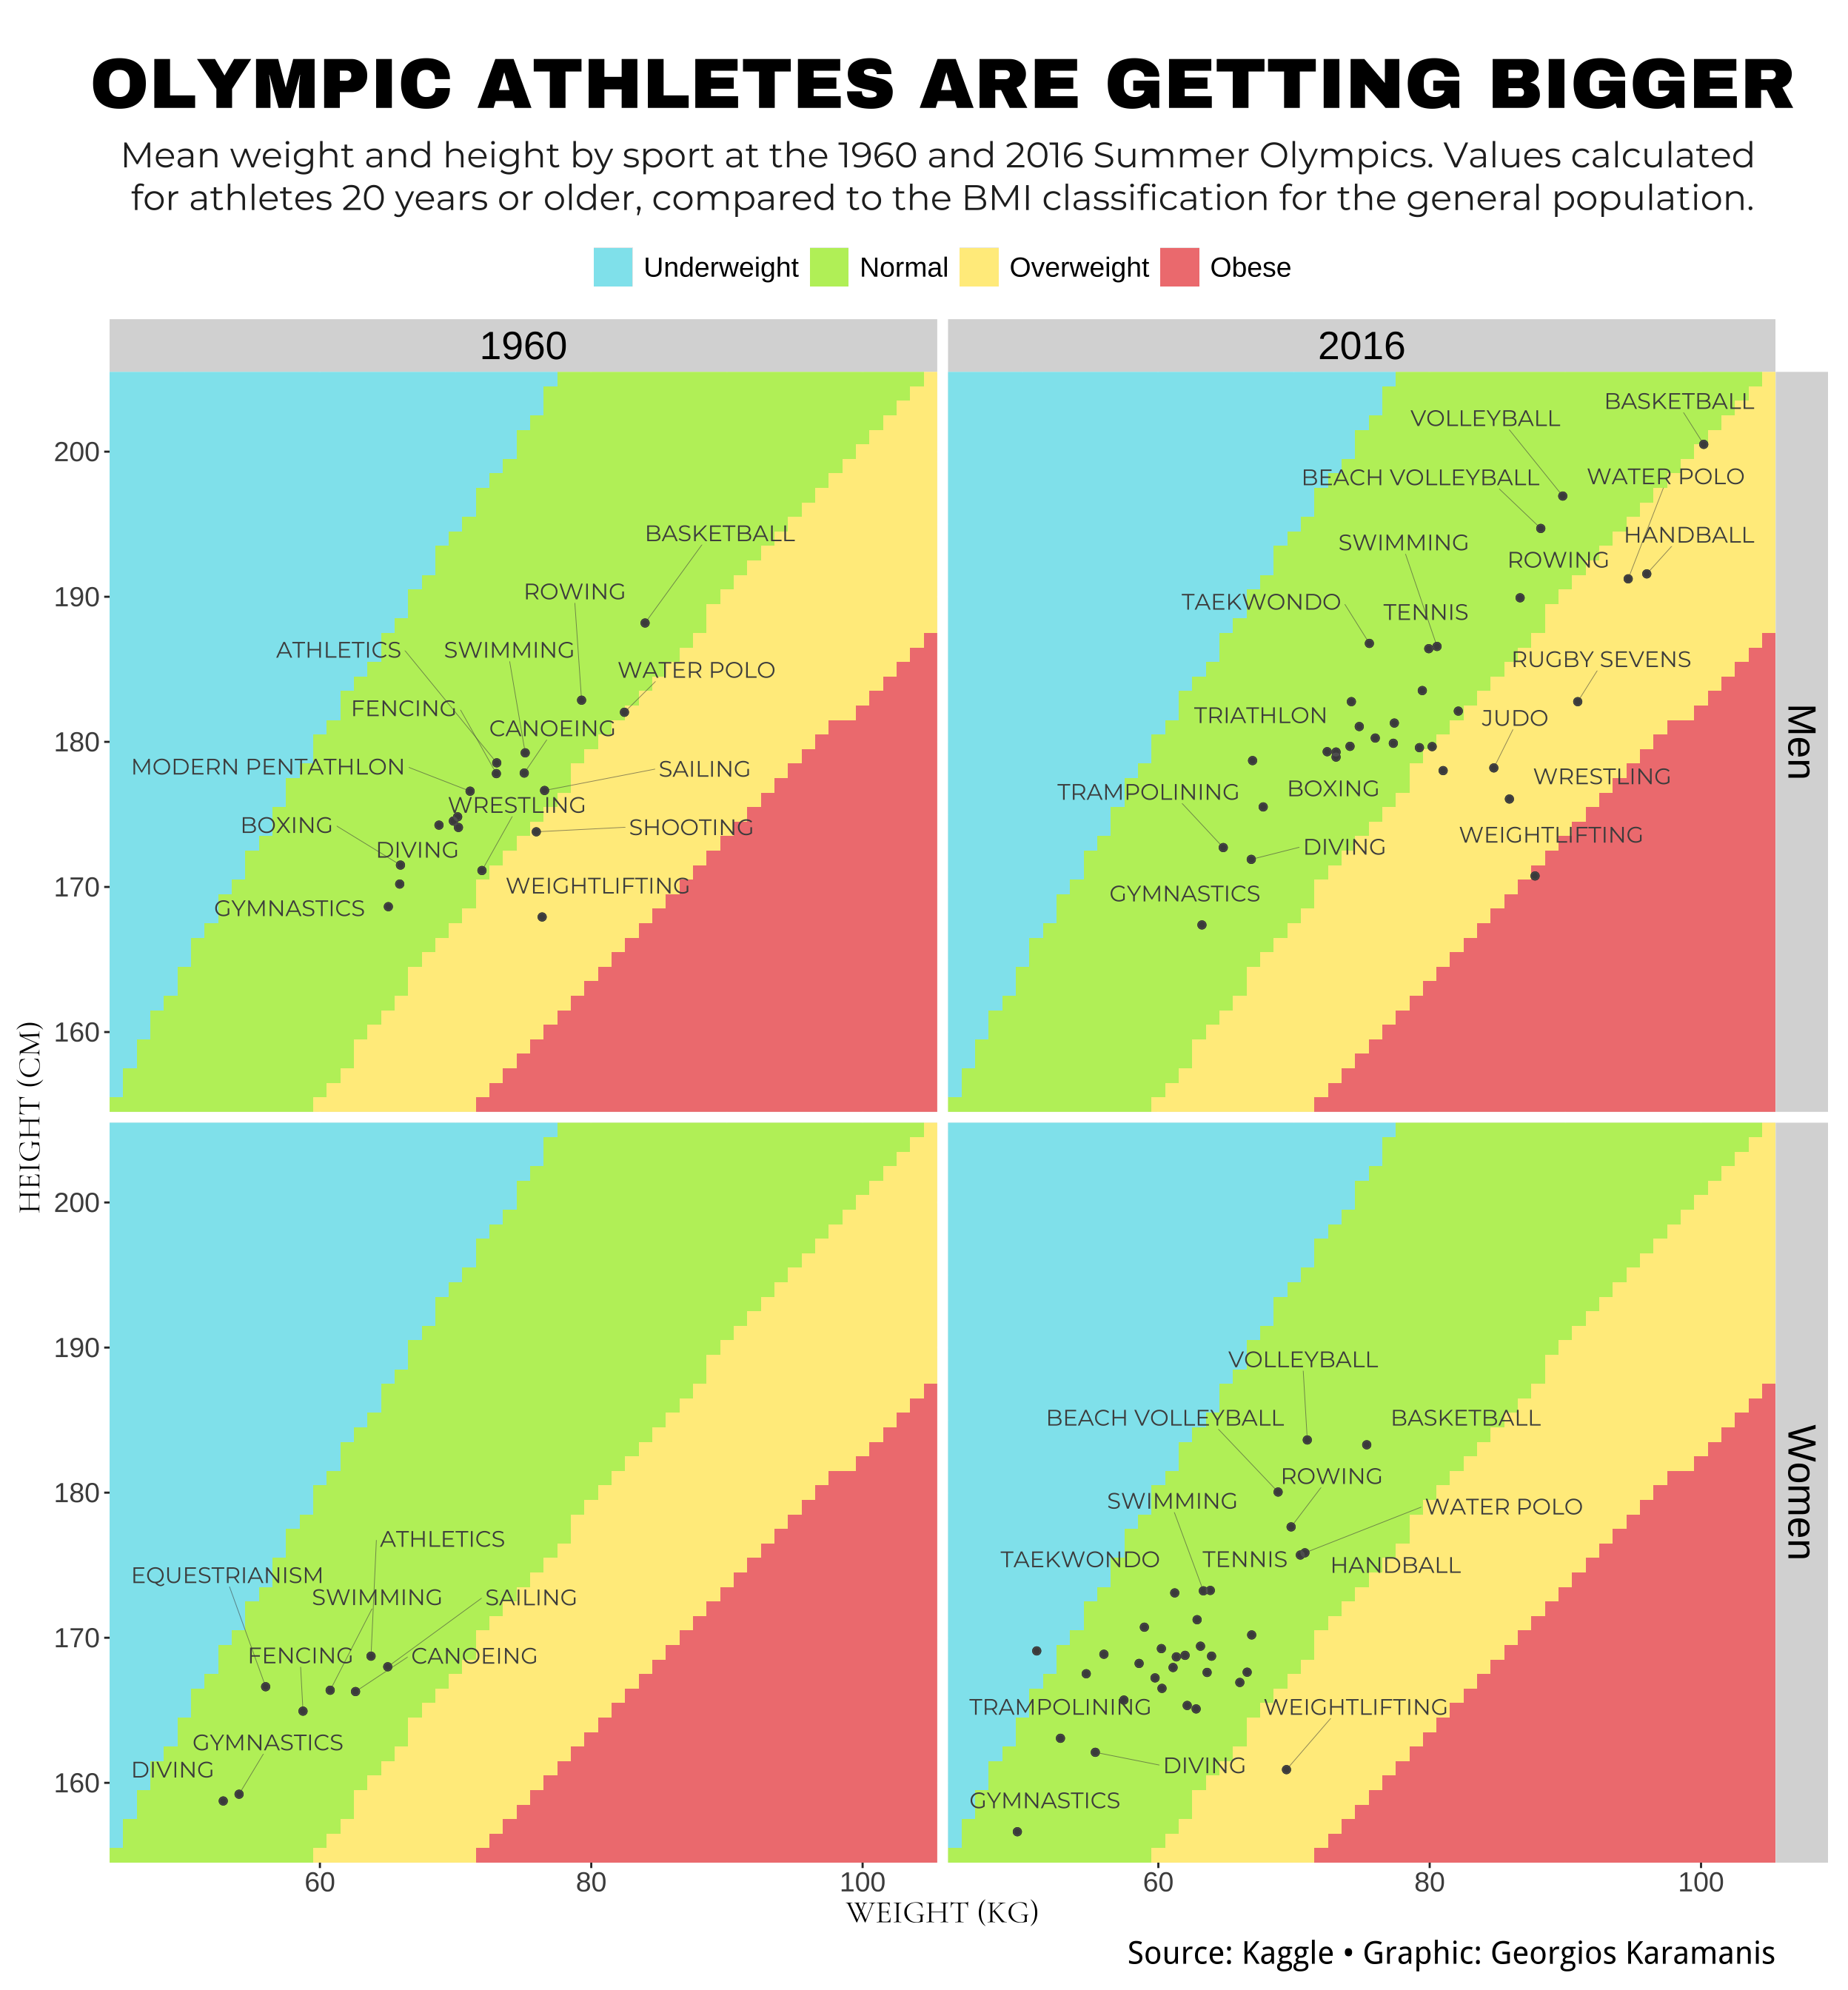 OLYMPIC ATHLETES ARE GETTING BIGGER
Mean weight and height by sport at the 1960 and 2016 Summer Olympics. Values calculated
for athletes 20 years or older, compared to the BMI classification for the general population.
Underweight Normal Overweight Obese
1960
2016
HEIGHT (CM)
200
190
180
170
160
BASKETBALL
ROWING
ATHLETICS
SWIMMING
WATER POLO
FENCING
CANOEING
MODERN PENTATHLON
SAILING
WRESTLING
BOXING
SHOOTING
DIVING
WEIGHTLIFTING
GYMNASTICS
BASKETBALL
VOLLEYBALL
BEACH VOLLEYBALL
WATER POLO
HANDBALL
SWIMMING
ROWING
TAEKWONDO
TENNIS
RUGBY SEVENS
TRIATHLON
JUDO
WRESTLING
TRAMPOLINING
BOXING
WEIGHTLIFTING
DIVING
GYMNASTICS
Men
200
190
180
170
160
ATHLETICS
EQUESTRIANISM
SWIMMING
SAILING
FENCING
CANOEING
GYMNASTICS
DIVING
VOLLEYBALL
BEACH VOLLEYBALL
BASKETBALL
ROWING
SWIMMING
WATER POLO
TAEKWONDO
TENNIS
HANDBALL
TRAMPOLINING
WEIGHTLIFTING
DIVING
GYMNASTICS
Women
60
80
100
60
80
100
WEIGHT (KG)
Source: Kaggle • Graphic: Georgios Karamanis